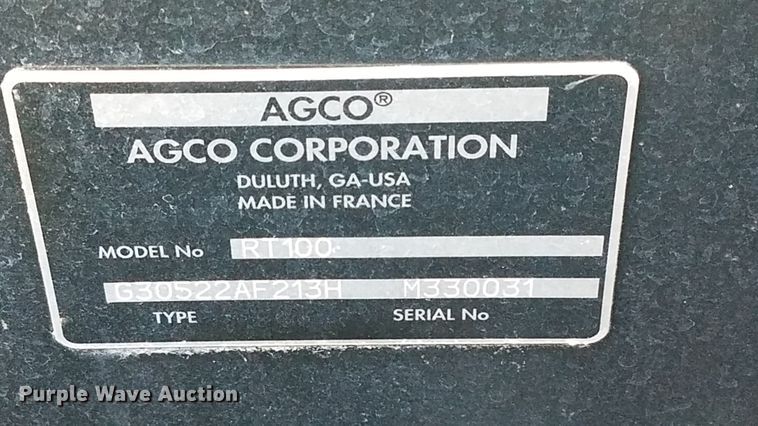 AGCO®
AGCO CORPORATION
DULUTH, GA-USA
MADE IN FRANCE
MODEL No RT100
G30522AF213H M330031
TYPE SERIAL No
Purple Wave Auction